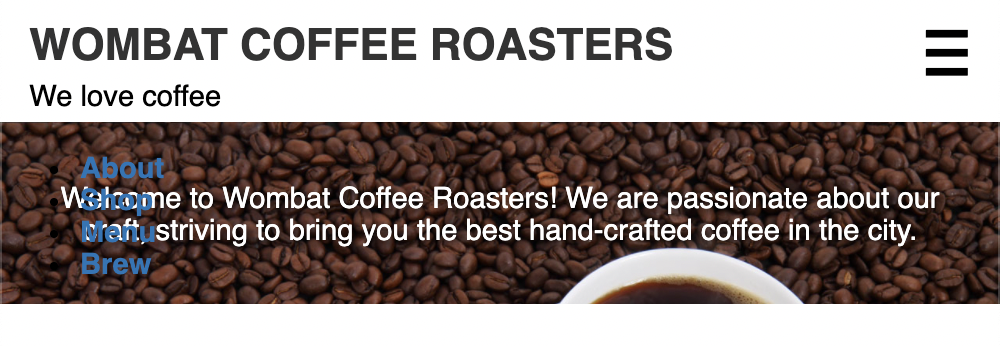 WOMBAT COFFEE ROASTERS
We love coffee
About
Shop
Welcome to Wombat Coffee Roasters! We are passionate about our
Menu
craft, striving to bring you the best hand-crafted coffee in the city.
Brew